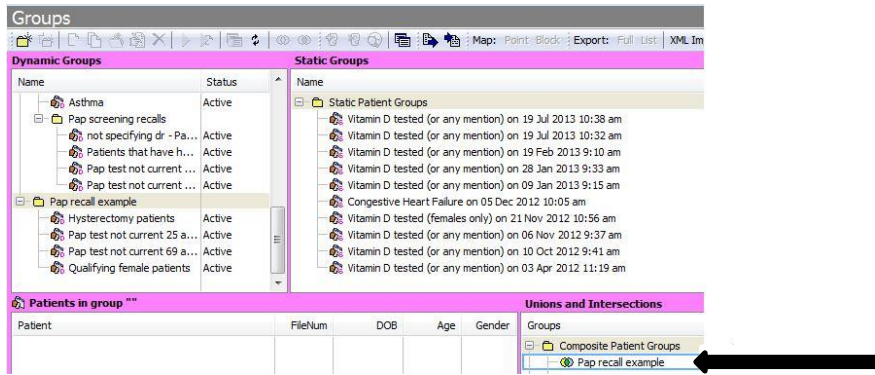 Groups
Map: Point Block Export: Full List XML Im
Dynamic Groups
Name Status
Asthma Active
Pap screening recalls
not specifying dr - Pa... Active
Patients that have h... Active
Pap test not current ... Active
Pap test not current ... Active
Pap recall example
Hysterectomy patients Active
Pap test not current 25 a... Active
Pap test not current 69 a... Active
Qualifying female patients Active
Static Groups
Name
Static Patient Groups
Vitamin D tested (or any mention) on 19 Jul 2013 10:38 am
Vitamin D tested (or any mention) on 19 Jul 2013 10:32 am
Vitamin D tested (or any mention) on 19 Feb 2013 9:10 am
Vitamin D tested (or any mention) on 28 Jan 2013 9:33 am
Vitamin D tested (or any mention) on 09 Jan 2013 9:15 am
Congestive Heart Failure on 05 Dec 2012 10:05 am
Vitamin D tested (females only) on 21 Nov 2012 10:56 am
Vitamin D tested (or any mention) on 06 Nov 2012 9:37 am
Vitamin D tested (or any mention) on 10 Oct 2012 9:41 am
Vitamin D tested (or any mention) on 03 Apr 2012 11:19 am
Patients in group ""
Patient FileNum DOB Age Gender
Unions and Intersections
Groups
Composite Patient Groups
Pap recall example